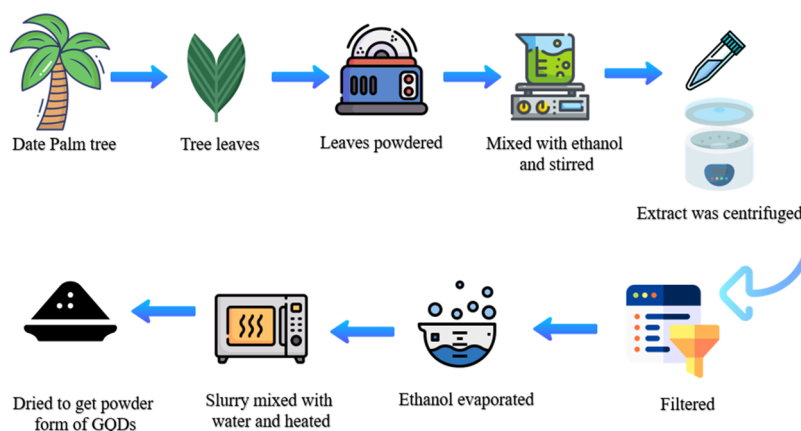 Date Palm tree
Tree leaves
Leaves powdered
Mixed with ethanol
and stirred
Extract was centrifuged
Dried to get powder
form of GQDs
Slurry mixed with
water and heated
Ethanol evaporated
Filtered